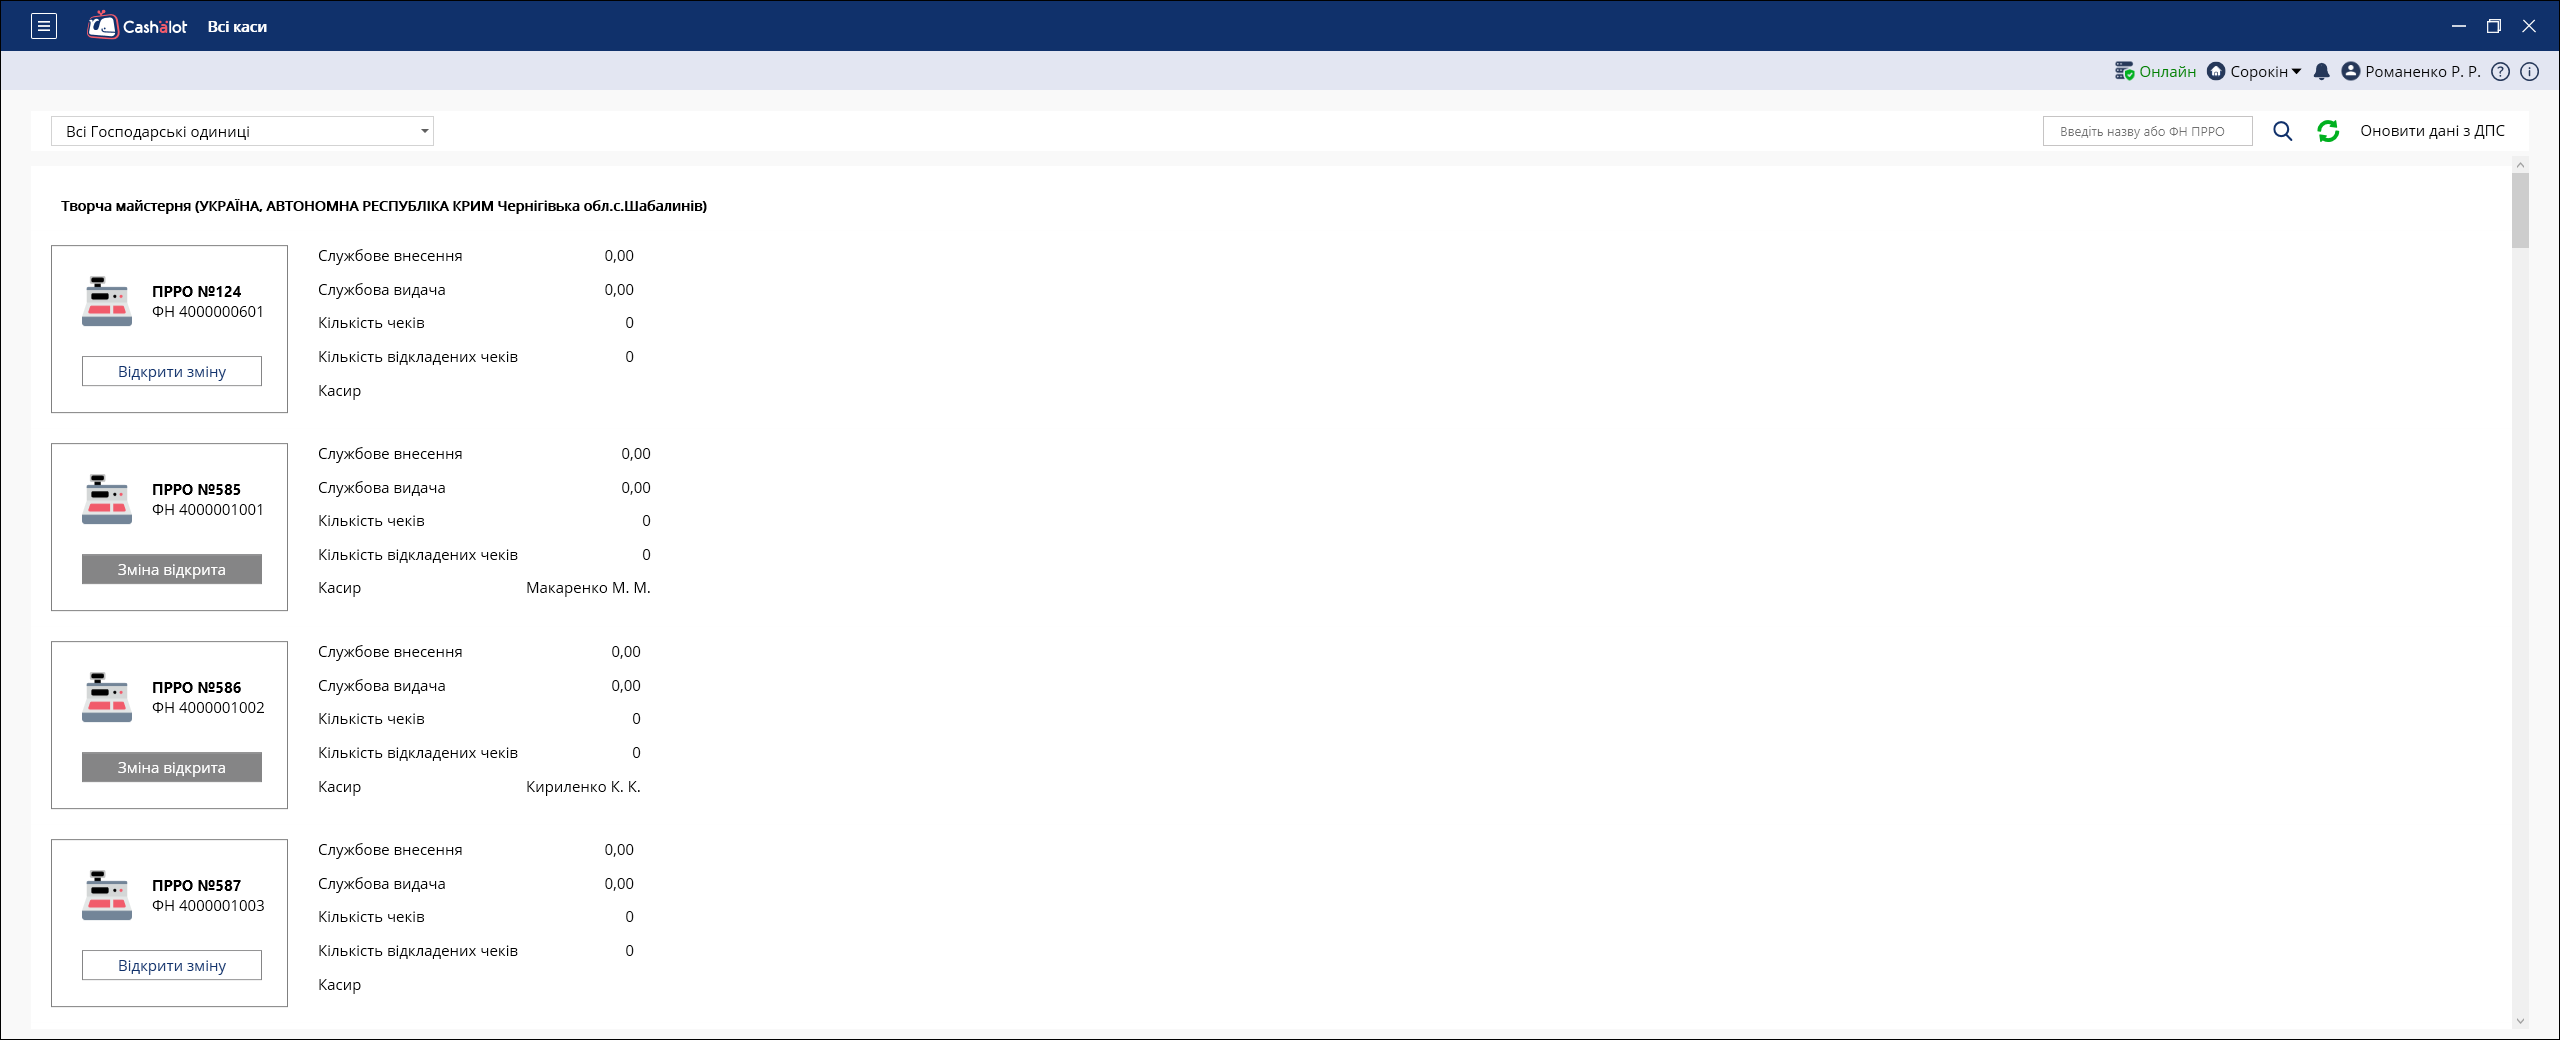 Cashalot Всі каси
Онлайн Сорокін Романенко Р. Р.
Всі Господарські одиниці Введіть назву або ФН ПРРО Оновити дані з ДПС
Творча майстерня (УКРАЇНА, АВТОНОМНА РЕСПУБЛІКА КРИМ Чернігівька обл.с.Шабалинів)
ПРРО №124
ФН 4000000601
Відкрити зміну
Службове внесення 0,00
Службова видача 0,00
Кількість чеків 0
Кількість відкладених чеків 0
Касир
ПРРО №585
ФН 4000001001
Зміна відкрита
Службове внесення 0,00
Службова видача 0,00
Кількість чеків 0
Кількість відкладених чеків 0
Касир Макаренко М. М.
ПРРО №586
ФН 4000001002
Зміна відкрита
Службове внесення 0,00
Службова видача 0,00
Кількість чеків 0
Кількість відкладених чеків 0
Касир Кириленко К. К.
ПРРО №587
ФН 4000001003
Відкрити зміну
Службове внесення 0,00
Службова видача 0,00
Кількість чеків 0
Кількість відкладених чеків 0
Касир